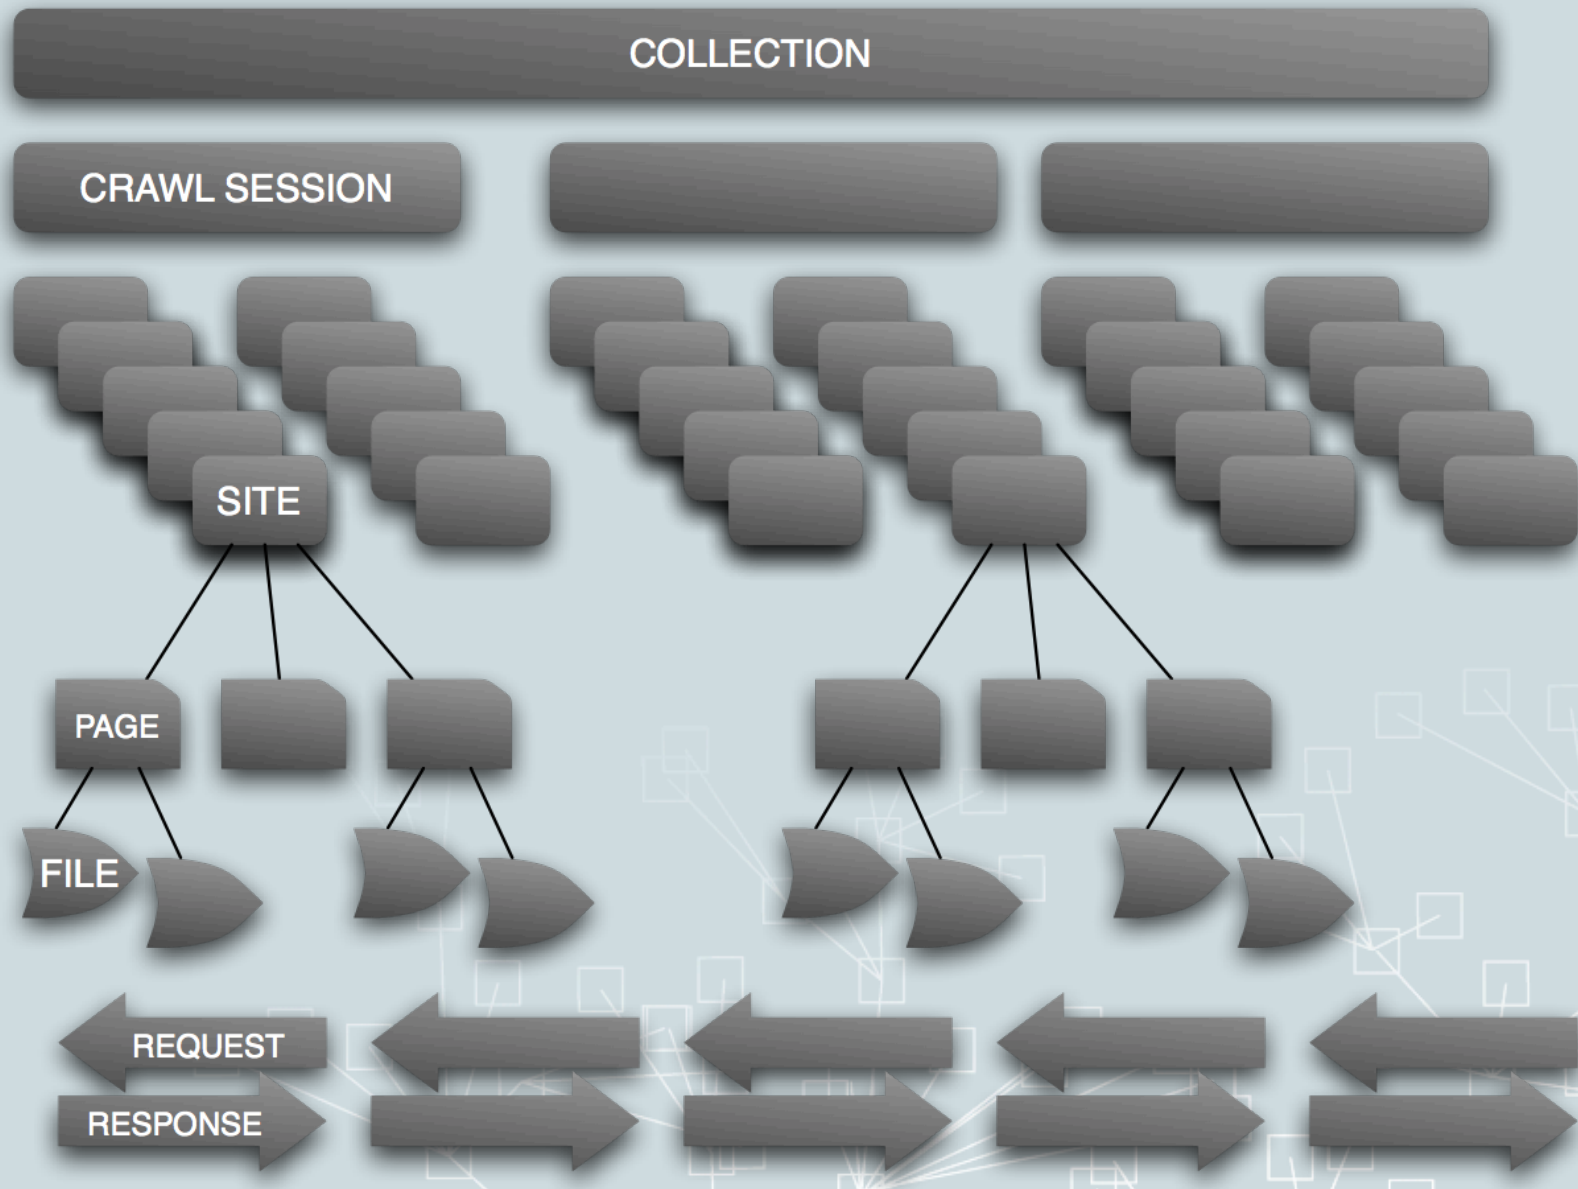 COLLECTION
CRAWL SESSION
SITE
PAGE
FILE
REQUEST
RESPONSE